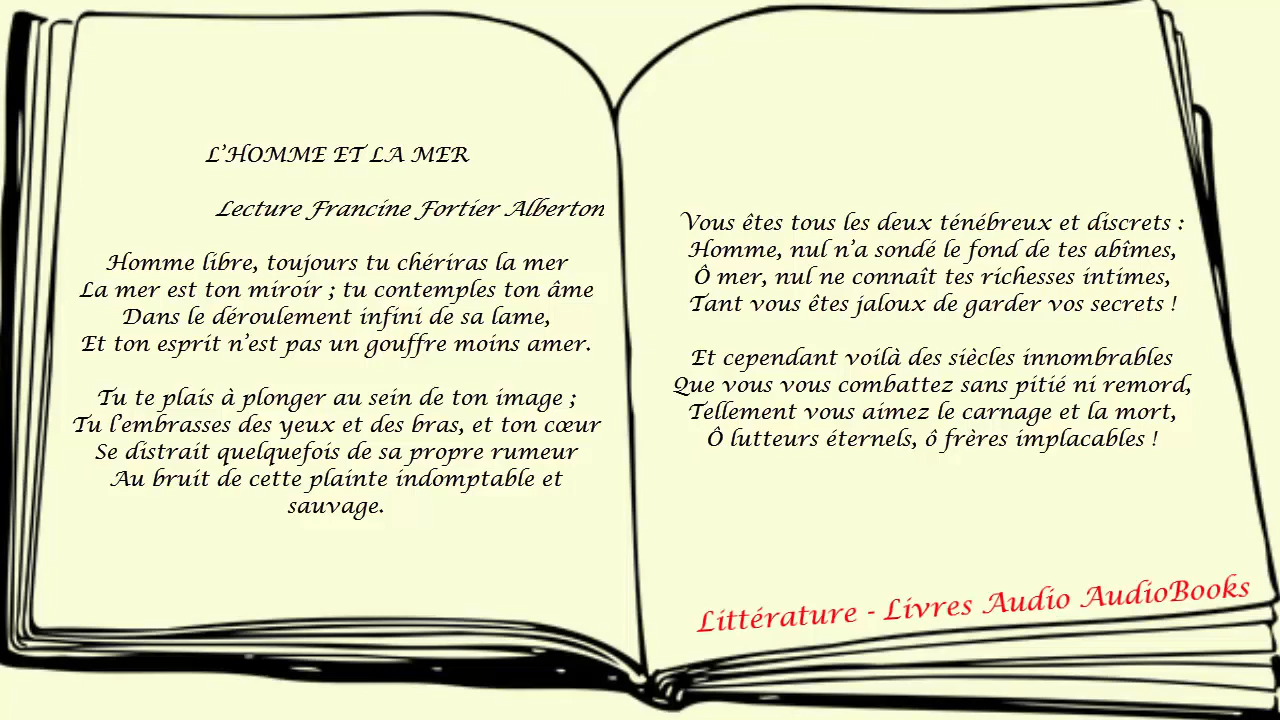 L'HOMME ET LA MER
Lecture Francine Fortier Alberton
Homme libre, toujours tu chériras la mer
La mer est ton miroir ; tu contemples ton âme
Dans le déroulement infini de sa lame,
Et ton esprit n'est pas un gouffre moins amer.
Tu te plais à plonger au sein de ton image ;
Tu l'embrasses des yeux et des bras, et ton cœur
Se distrait quelquefois de sa propre rumeur
Au bruit de cette plainte indomptable et
sauvage.
Vous êtes tous les deux ténébreux et discrets :
Homme, nul n'a sondé le fond de tes abîmes,
Ô mer, nul ne connaît tes richesses intimes,
Tant vous êtes jaloux de garder vos secrets !
Et cependant voilà des siècles innombrables
Que vous vous combattez sans pitié ni remord,
Tellement vous aimez le carnage et la mort,
Ô lutteurs éternels, ô frères implacables !
Littérature - Livres Audio AudioBooks